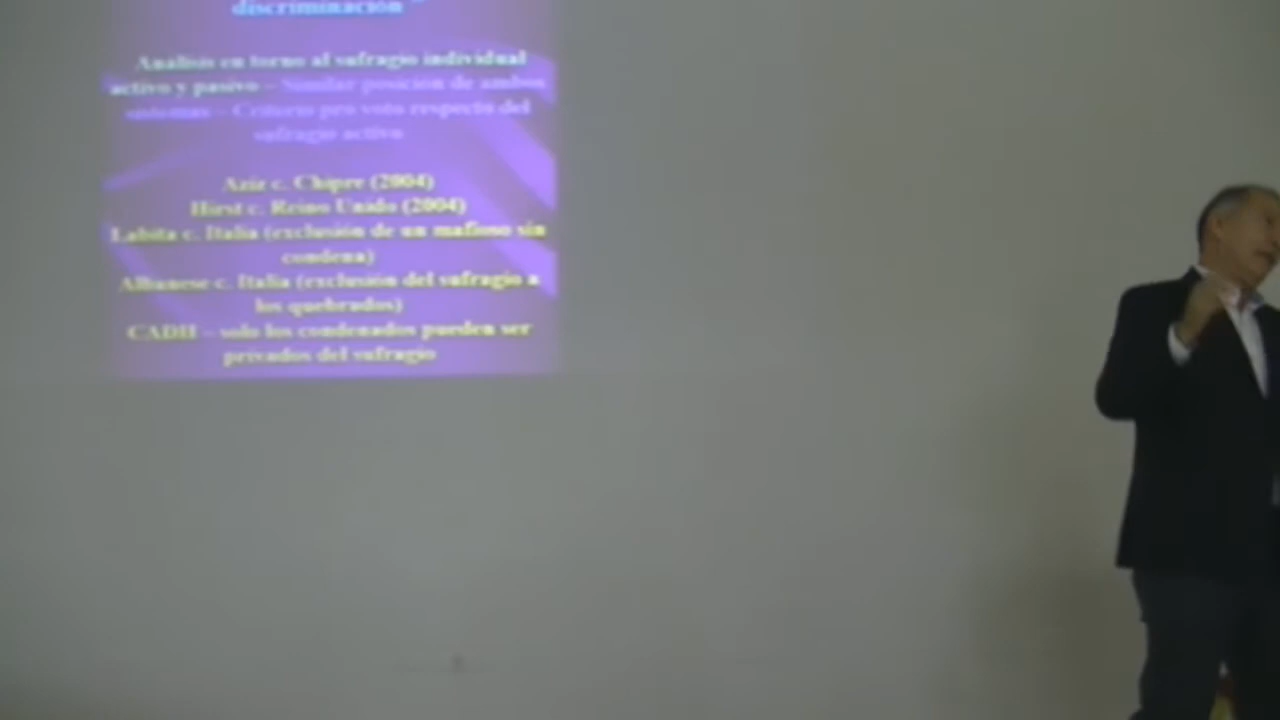 discriminación"
Analisis en torno al sufragio individual
activo y pasivo – Similar posición de ambos
sistemas – Criterio pro voto respecto del
sufragio activo
Aziz c. Chipre (2004)
Hirst c. Reino Unido (2004)
Labita c. Italia (exclusión de un mafioso sin
condena)
Albanese c. Italia (exclusión del sufragio a
los quebrados)
CADH – solo los condenados pueden ser
privados del sufragio